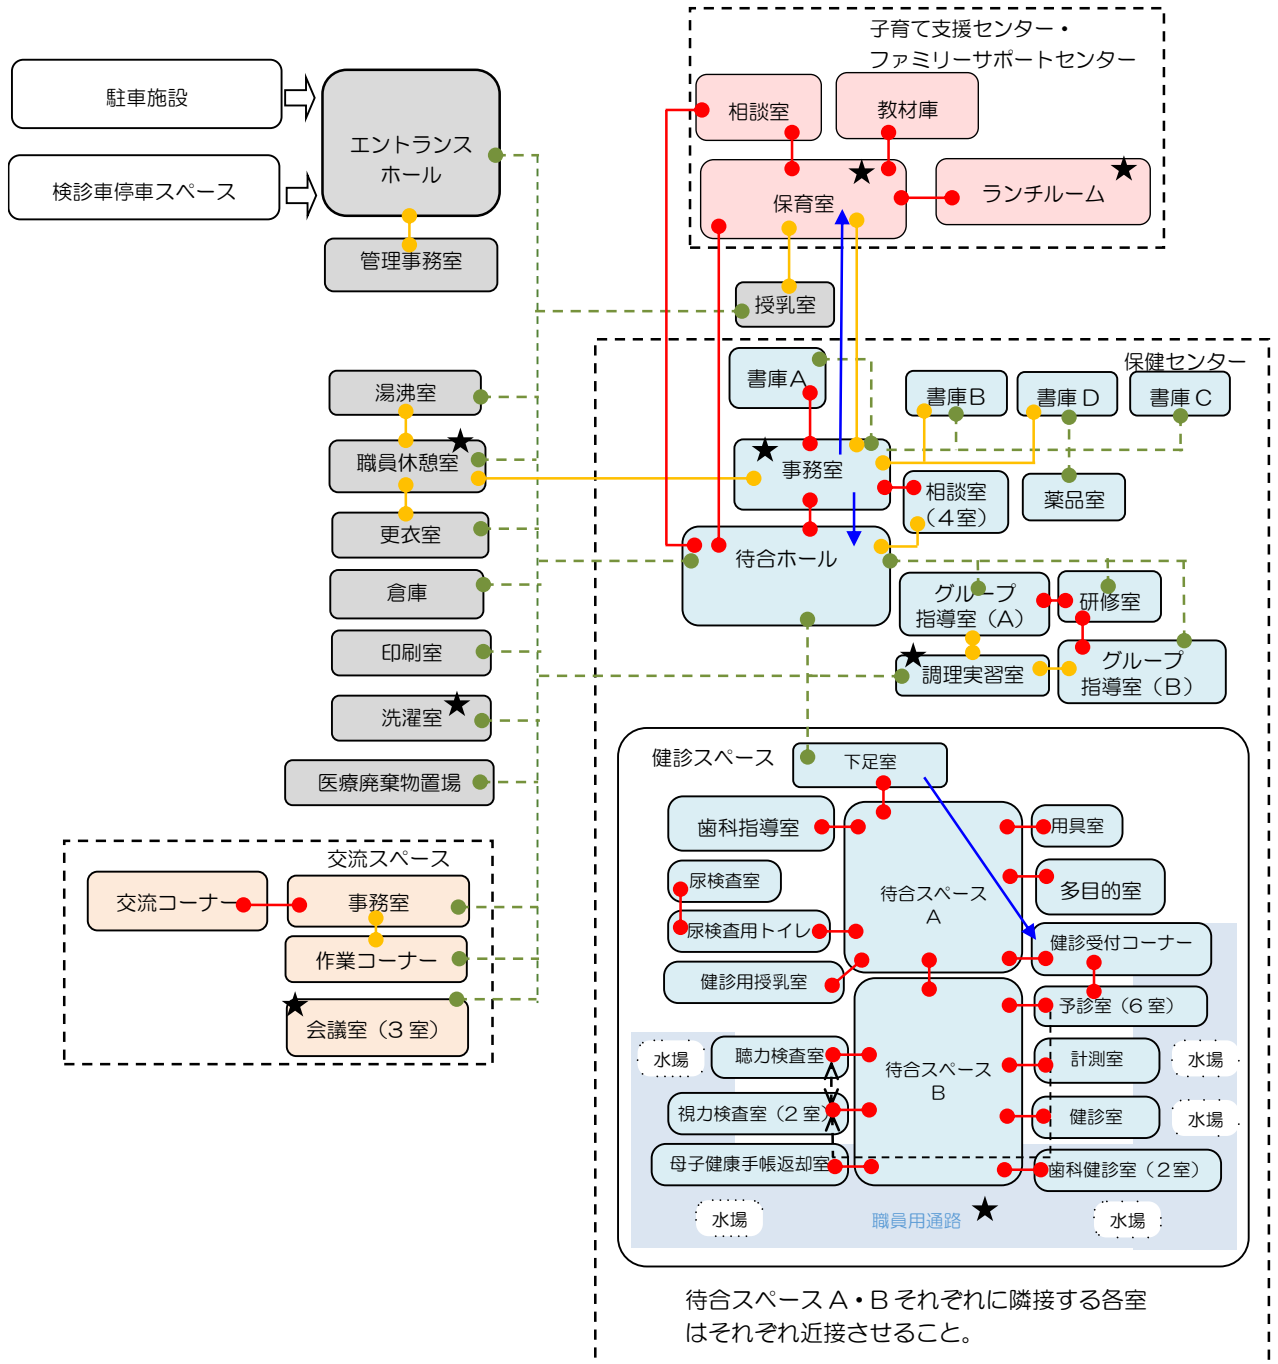 子育て支援センター・
ファミリーサポートセンター
駐車施設
エントランス
ホール
相談室
教材庫
検診車停車スペース
保育室
ランチルーム
管理事務室
授乳室
保健センター
湯沸室
書庫A
書庫B
書庫D
書庫C
職員休憩室
事務室
相談室
（4室）
薬品室
更衣室
待合ホール
倉庫
グループ
指導室（A）
研修室
印刷室
調理実習室
グループ
指導室（B）
洗濯室
健診スペース
下足室
医療廃棄物置場
歯科指導室
用具室
交流スペース
尿検査室
待合スペース
A
多目的室
交流コーナー
事務室
尿検査用トイレ
健診受付コーナー
作業コーナー
健診用授乳室
予診室（6室）
会議室（3室）
水場
聴力検査室
待合スペース
B
計測室
水場
視力検査室（2室）
健診室
水場
母子健康手帳返却室
歯科健診室（2室）
水場
職員用通路
水場
待合スペースA・Bそれぞれに隣接する各室
はそれぞれ近接させること。